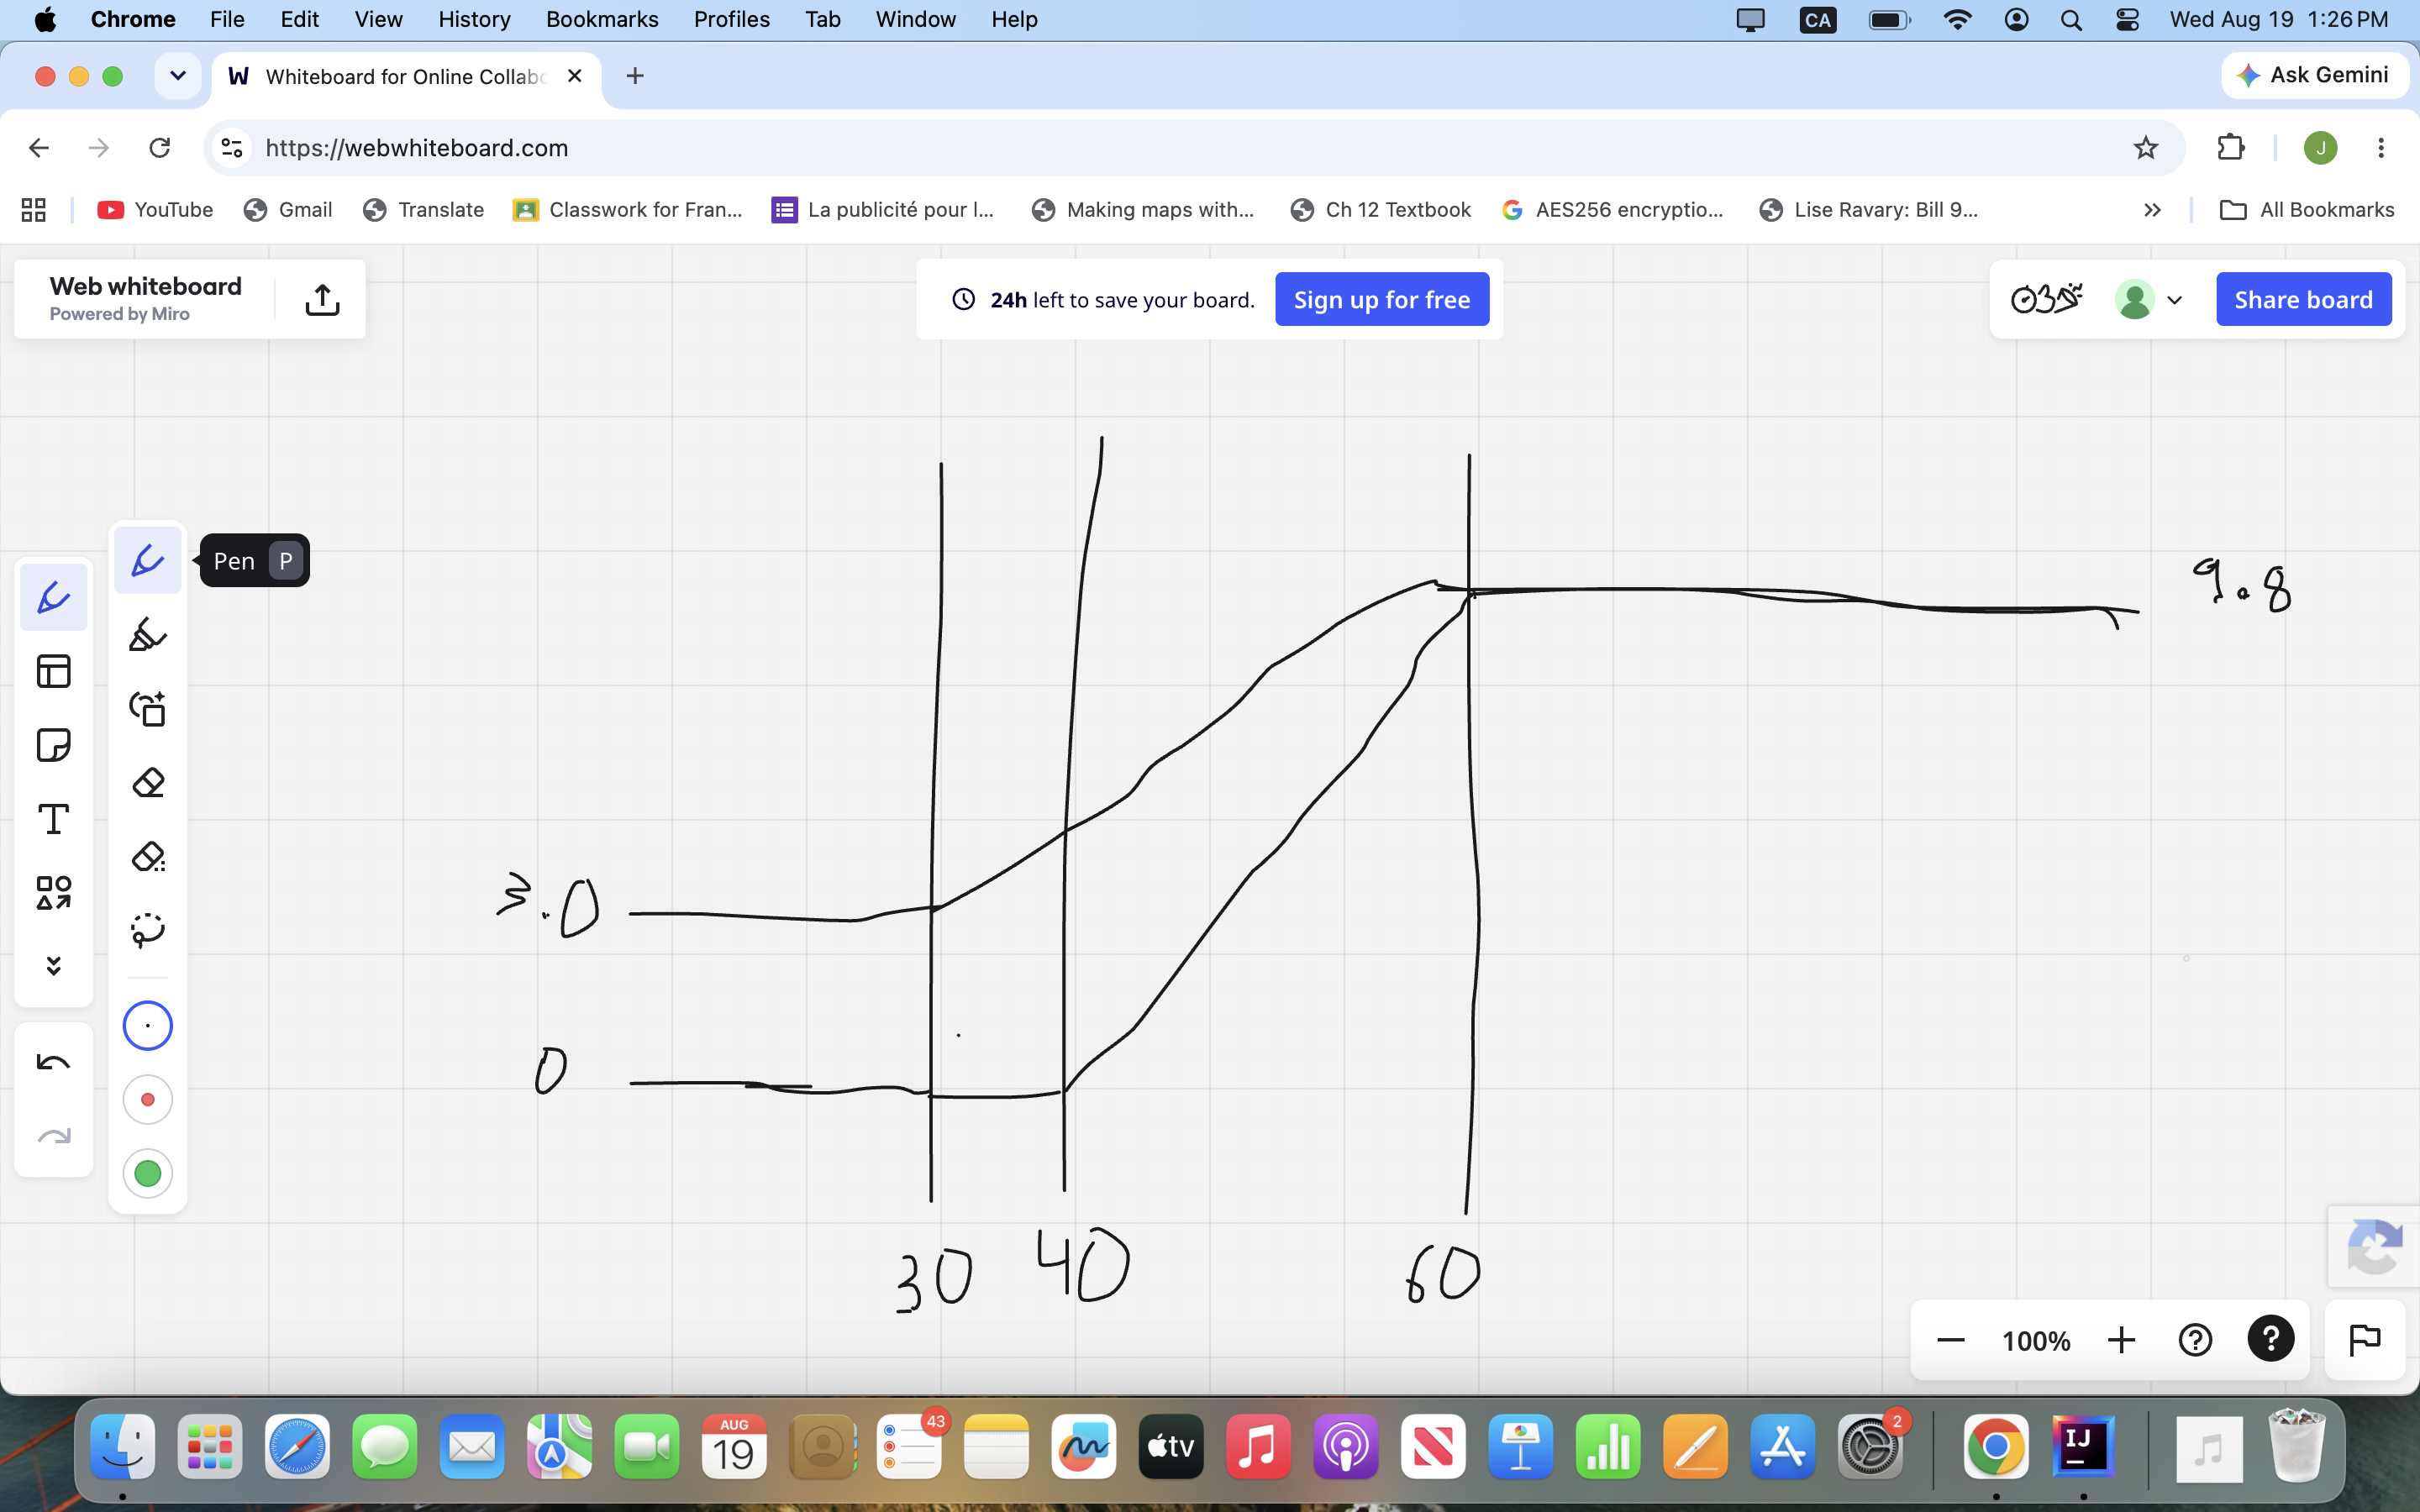 Chrome File Edit View History Bookmarks Profiles Tab Window Help CA Wed Aug 19 1:26 PM
W Whiteboard for Online Collabo Ask Gemini
https://webwhiteboard.com J
YouTube Gmail Translate Classwork for Fran... La publicité pour l... Making maps with... Ch 12 Textbook AES256 encryptio... Lise Ravary: Bill 9... All Bookmarks
Web whiteboard
Powered by Miro
24h left to save your board. Sign up for free
Share board
Pen P
9.8
3.0
0
30 40 60
100%
43
AUG
19
tv
2
IJ